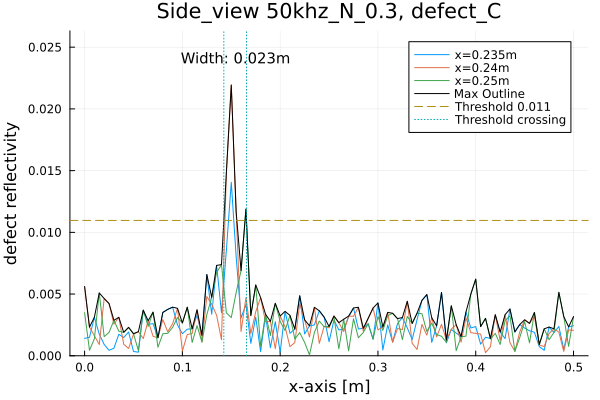 Side_view 50khz_N_0.3, defect_C
Width: 0.023m
x=0.235m
x=0.24m
x=0.25m
Max Outline
Threshold 0.011
Threshold crossing
defect reflectivity
0.025
0.020
0.015
0.010
0.005
0.000
0.0 0.1 0.2 0.3 0.4 0.5
x-axis [m]